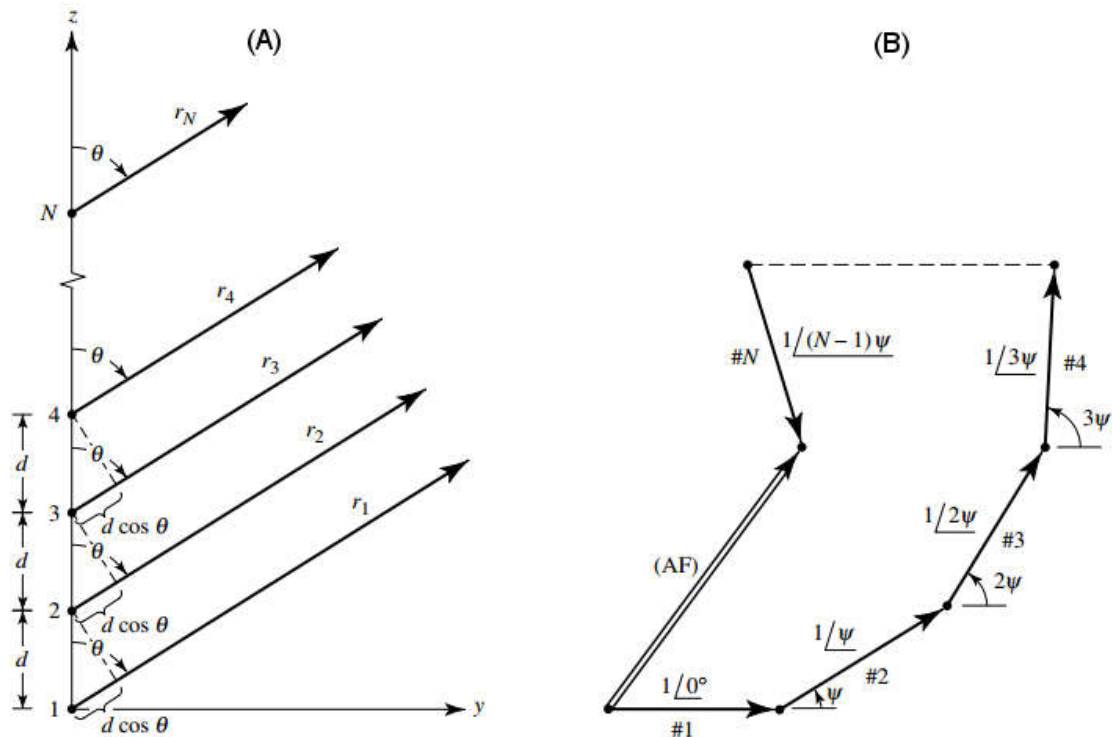 (A)
z
r_N
θ
N
r_4
θ
r_3
4
θ
r_2
d
3
d cos θ
r_1
θ
d
2
d cos θ
θ
d
1
d cos θ
y
(B)
#N
1/(N – 1)ψ
1/3ψ
#4
3ψ
1/2ψ
#3
(AF)
2ψ
1/ψ
#2
1/0°
ψ
#1